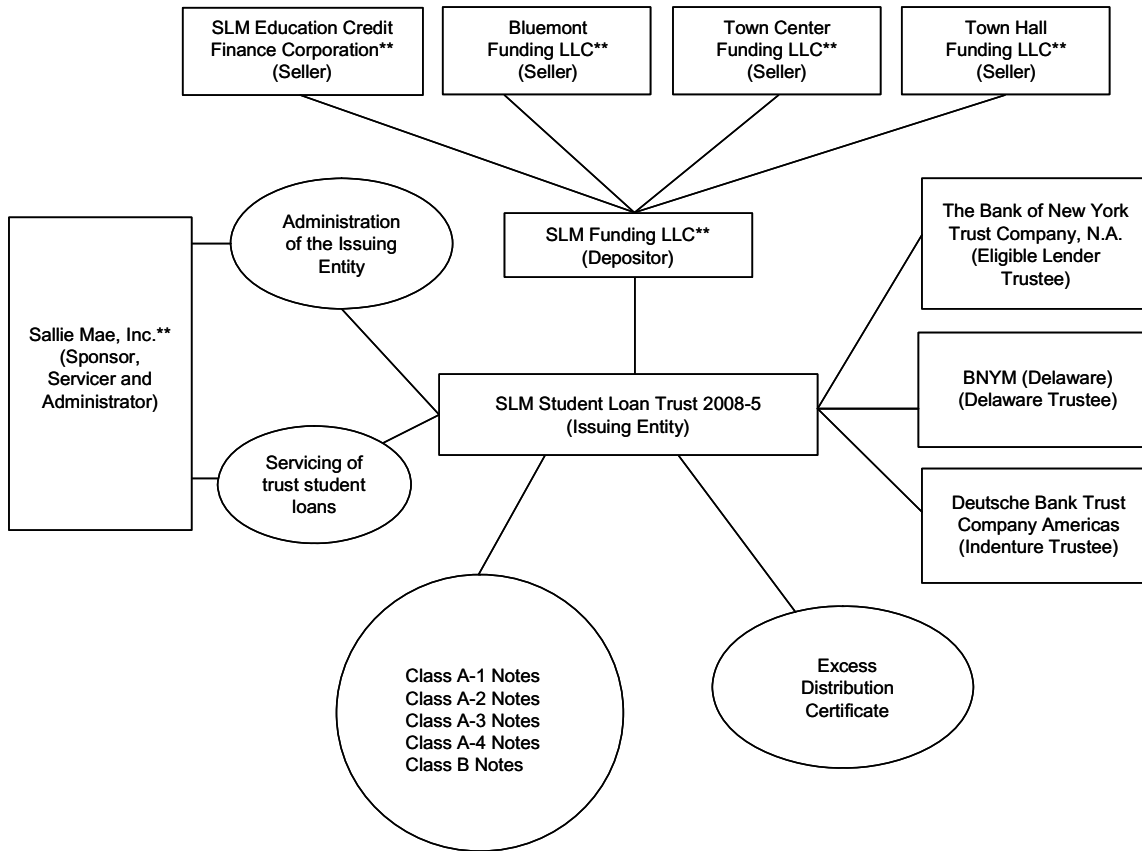 SLM Education Credit
Finance Corporation**
(Seller)
Bluemont
Funding LLC**
(Seller)
Town Center
Funding LLC**
(Seller)
Town Hall
Funding LLC**
(Seller)
Administration
of the Issuing
Entity
SLM Funding LLC**
(Depositor)
The Bank of New York
Trust Company, N.A.
(Eligible Lender
Trustee)
Sallie Mae, Inc.**
(Sponsor,
Servicer and
Administrator)
SLM Student Loan Trust 2008-5
(Issuing Entity)
BNYM (Delaware)
(Delaware Trustee)
Servicing of
trust student
loans
Deutsche Bank Trust
Company Americas
(Indenture Trustee)
Class A-1 Notes
Class A-2 Notes
Class A-3 Notes
Class A-4 Notes
Class B Notes
Excess
Distribution
Certificate